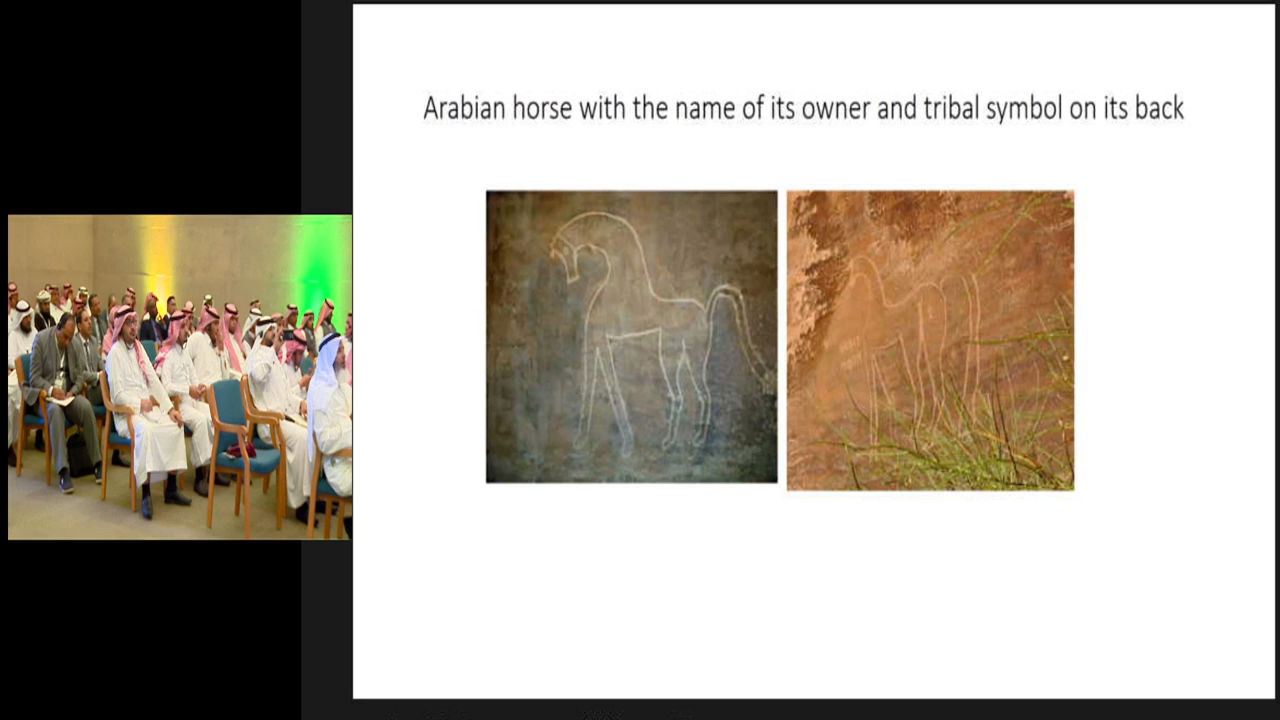 Arabian horse with the name of its owner and tribal symbol on its back